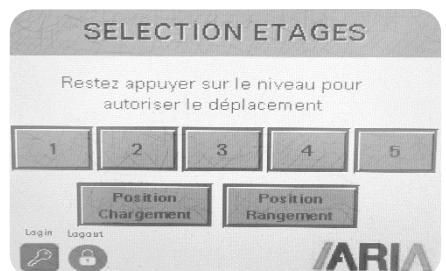 SELECTION ETAGES
Restez appuyer sur le niveau pour
autoriser le déplacement
1 2 3 4 5
Position Chargement
Position Rangement
Login Logout
ARIA